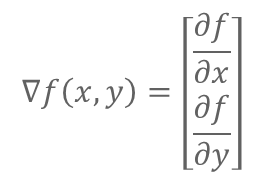 ∇f(x, y) = [∂f/∂x
∂f/∂y]